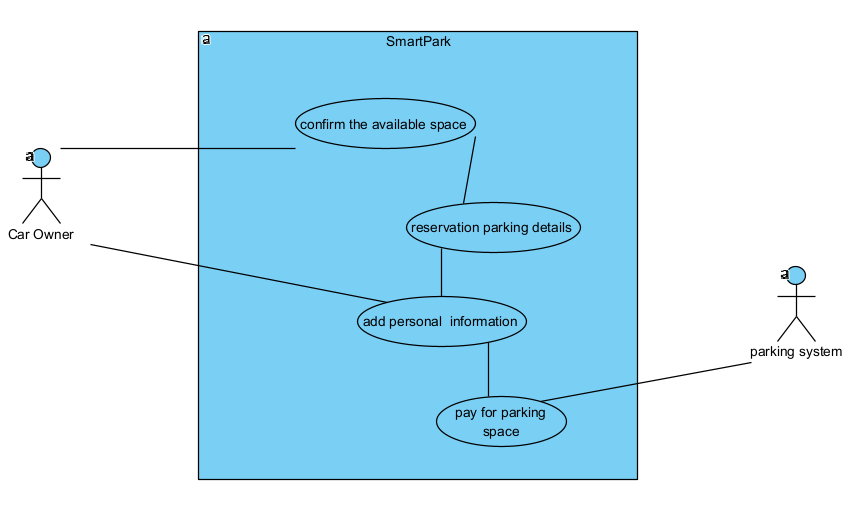 a
SmartPark
confirm the available space
a
Car Owner
reservation parking details
a
add personal  information
parking system
pay for parking
space